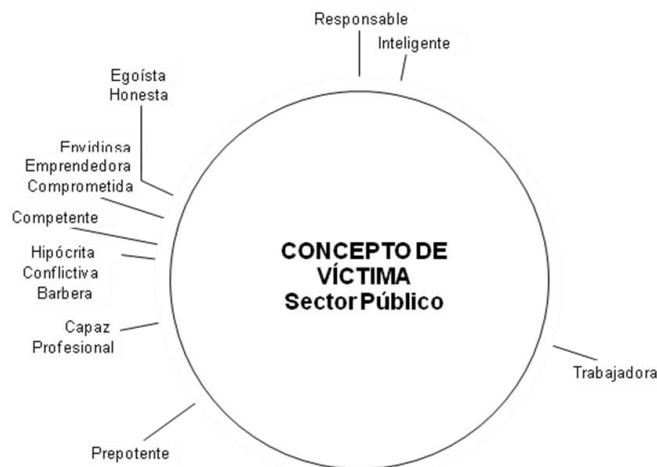 Responsable
Inteligente
Egoísta
Honesta
Envidiosa
Emprendedora
Comprometida
Competente
Hipócrita
Conflictiva
Barbera
Capaz
Profesional
Prepotente
CONCEPTO DE
VÍCTIMA
Sector Público
Trabajadora